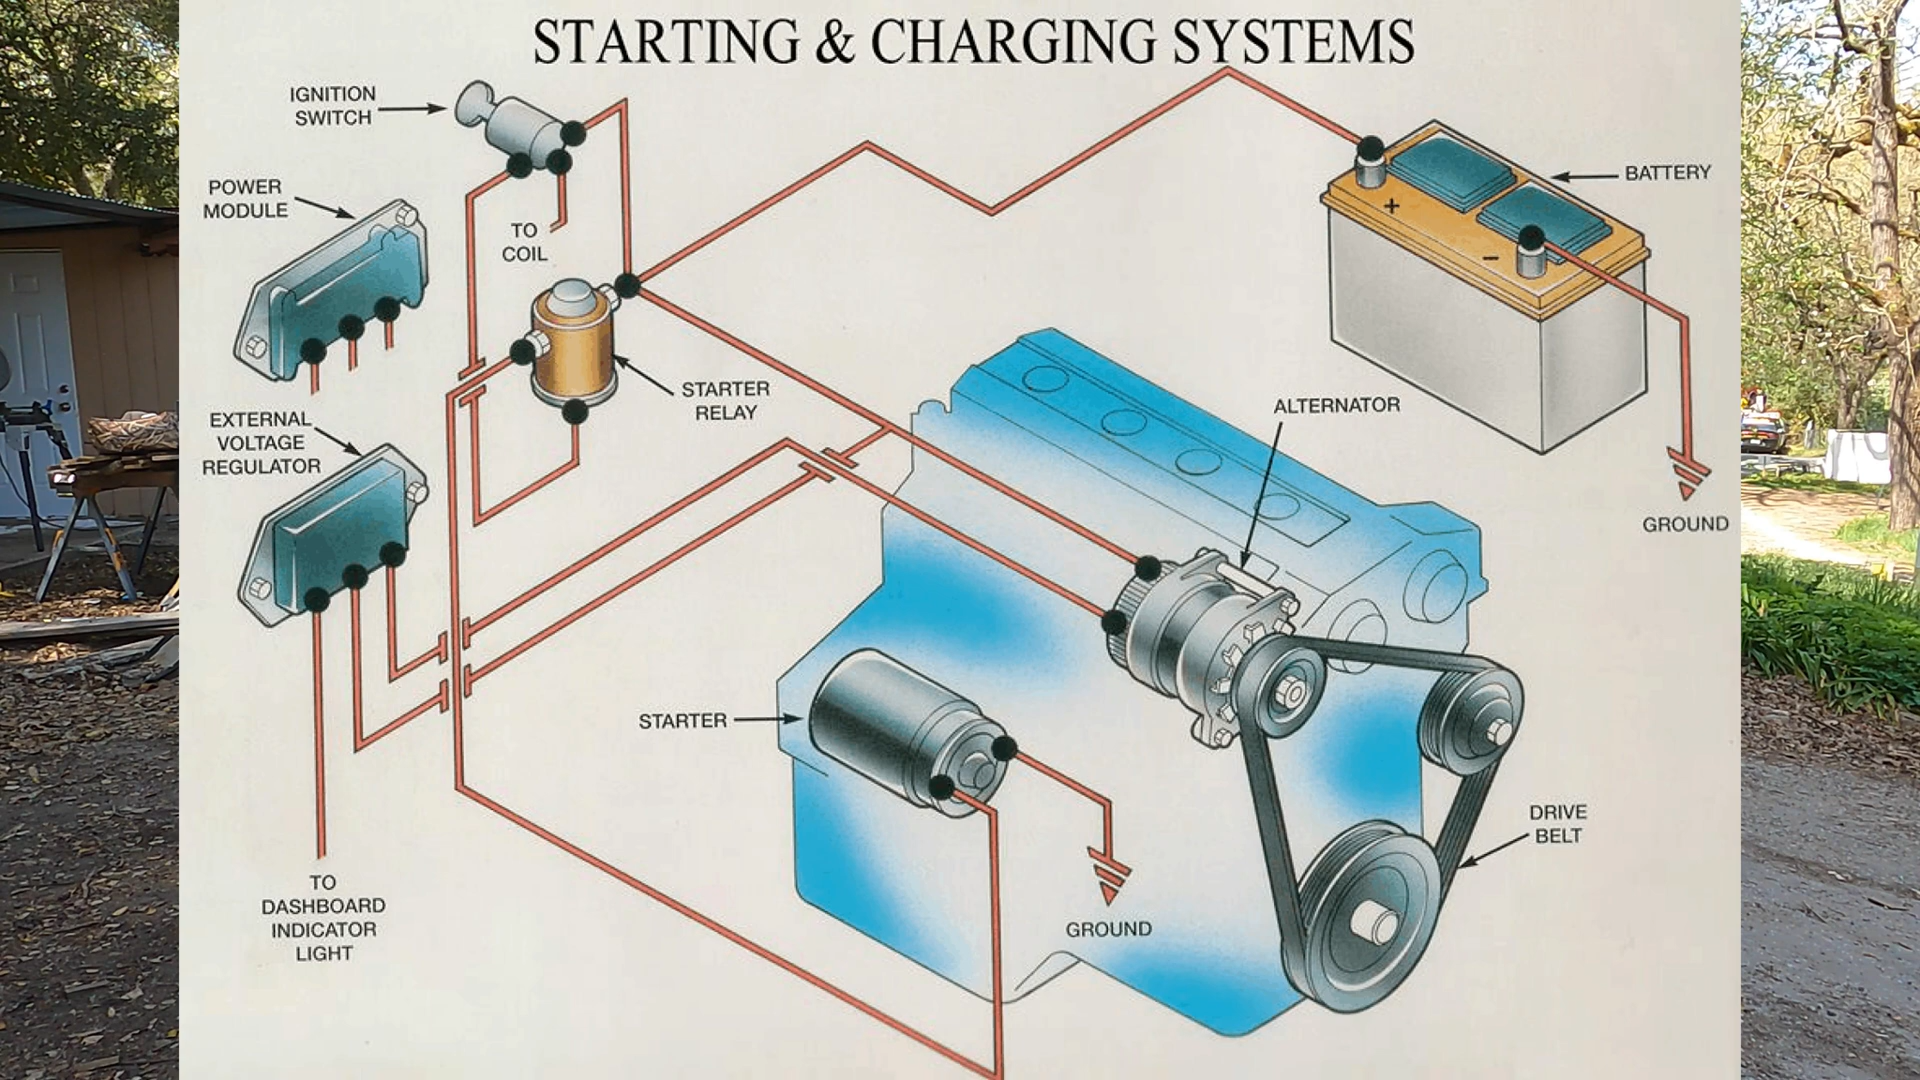 STARTING & CHARGING SYSTEMS
IGNITION
SWITCH
POWER
MODULE
TO
COIL
BATTERY
+
−
STARTER
RELAY
EXTERNAL
VOLTAGE
REGULATOR
ALTERNATOR
GROUND
STARTER
DRIVE
BELT
TO
DASHBOARD
INDICATOR
LIGHT
GROUND